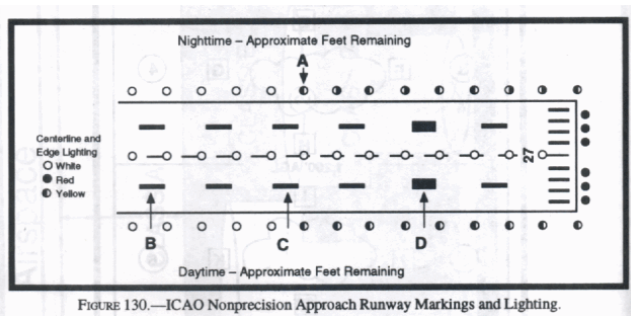 Nighttime – Approximate Feet Remaining
A
Centerline and
Edge Lighting
White
Red
Yellow
27
B
C
D
Daytime – Approximate Feet Remaining
FIGURE 130.—ICAO Nonprecision Approach Runway Markings and Lighting.